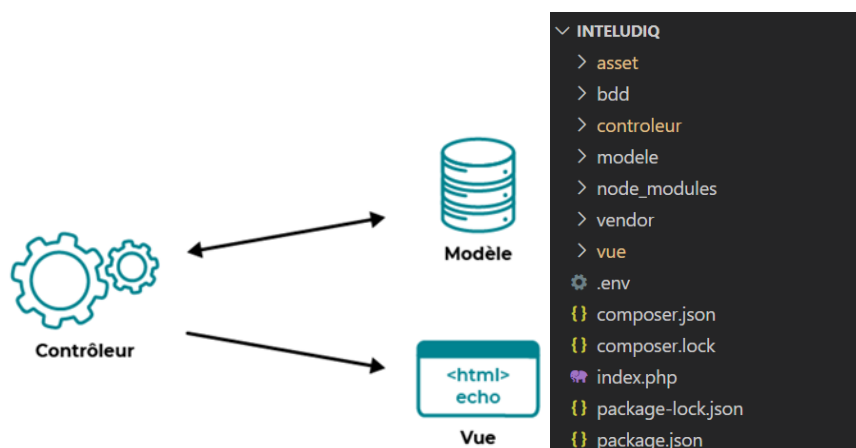 Contrôleur
Modèle
<html>
echo
Vue
INTELUDIQ
asset
bdd
controleur
modele
node_modules
vendor
vue
.env
composer.json
composer.lock
index.php
package-lock.json
package.json